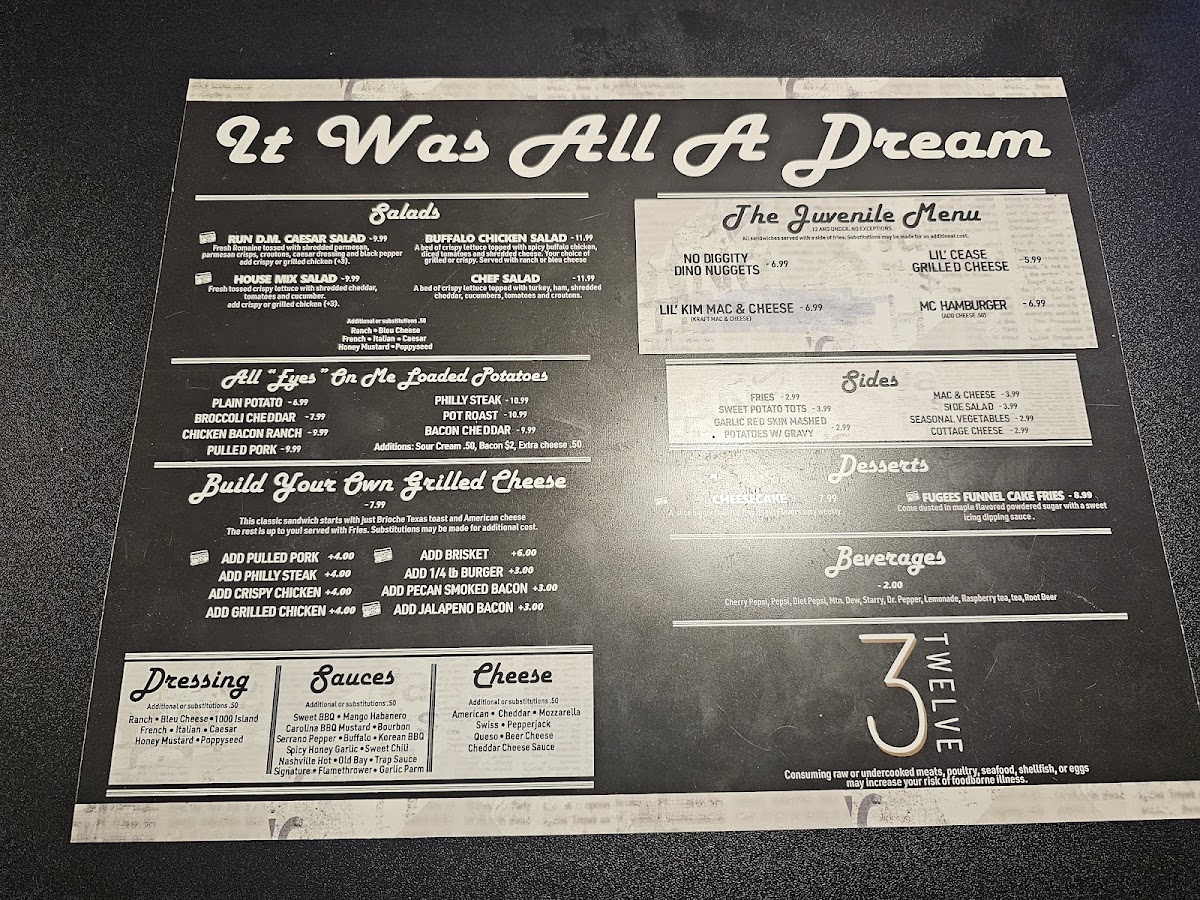 It Was All A Dream
Salads
RUN D.M. CAESAR SALAD -9.99
Fresh Romaine tossed with shredded parmesan,
parmesan crisps, croutons, caesar dressing and black pepper
add crispy or grilled chicken (+3).
HOUSE MIX SALAD -9.99
Fresh tossed crispy lettuce with shredded cheddar,
tomatoes and cucumber.
add crispy or grilled chicken (+3).
BUFFALO CHICKEN SALAD -11.99
A bed of crispy lettuce topped with spicy buffalo chicken,
diced tomatoes and shredded cheese. Your choice of
grilled or crispy. Served with ranch or bleu cheese
CHEF SALAD -11.99
A bed of crispy lettuce topped with turkey, ham, shredded
cheddar, cucumbers, tomatoes and croutons.
Additional or substitutions .50
Ranch • Bleu Cheese
French • Italian • Caesar
Honey Mustard • Poppyseed
All "Eyes" On Me Loaded Potatoes
PLAIN POTATO -6.99
BROCCOLI CHEDDAR -7.99
CHICKEN BACON RANCH -9.99
PULLED PORK -9.99
PHILLY STEAK -10.99
POT ROAST -10.99
BACON CHEDDAR -9.99
Additions: Sour Cream .50, Bacon $2, Extra cheese .50
Build Your Own Grilled Cheese
-7.99
This classic sandwich starts with just Brioche Texas toast and American cheese
The rest is up to you! served with Fries. Substitutions may be made for additional cost.
ADD PULLED PORK +4.00
ADD PHILLY STEAK +4.00
ADD CRISPY CHICKEN +4.00
ADD GRILLED CHICKEN +4.00
ADD BRISKET +6.00
ADD 1/4 lb BURGER +3.00
ADD PECAN SMOKED BACON +3.00
ADD JALAPENO BACON +3.00
Dressing
Additional or substitutions .50
Ranch • Bleu Cheese • 1000 Island
French • Italian • Caesar
Honey Mustard • Poppyseed
Sauces
Additional or substitutions .50
Sweet BBQ • Mango Habanero
Carolina BBQ Mustard • Bourbon
Serrano Pepper • Buffalo • Korean BBQ
Spicy Honey Garlic • Sweet Chili
Nashville Hot • Old Bay • Trap Sauce
Signature • Flamethrower • Garlic Parm
Cheese
Additional or substitutions .50
American • Cheddar • Mozzarella
Swiss • Pepperjack
Queso • Beer Cheese
Cheddar Cheese Sauce
The Juvenile Menu
12 AND UNDER. NO EXCEPTIONS.
All sandwiches served with a side of fries. Substitutions may be made for an additional cost.
NO DIGGITY
DINO NUGGETS -6.99
LIL' CEASE
GRILLED CHEESE -5.99
LIL' KIM MAC & CHEESE -6.99
(KRAFT MAC & CHEESE)
MC HAMBURGER -6.99
(ADD CHEESE .50)
Sides
FRIES -2.99
SWEET POTATO TOTS -3.99
GARLIC RED SKIN MASHED
POTATOES W/ GRAVY -2.99
MAC & CHEESE -3.99
SIDE SALAD -3.99
SEASONAL VEGETABLES -2.99
COTTAGE CHEESE -2.99
Desserts
CHEESECAKE
flavors vary weekly
FUGEES FUNNEL CAKE FRIES -8.99
Come dusted in maple flavored powdered sugar with a sweet
icing dipping sauce.
Beverages
-2.00
Cherry Pepsi, Pepsi, Diet Pepsi, Mtn. Dew, Starry, Dr. Pepper, Lemonade, Raspberry tea, tea, Root Beer
3 TWELVE
Consuming raw or undercooked meats, poultry, seafood, shellfish, or eggs
may increase your risk of foodborne illness.